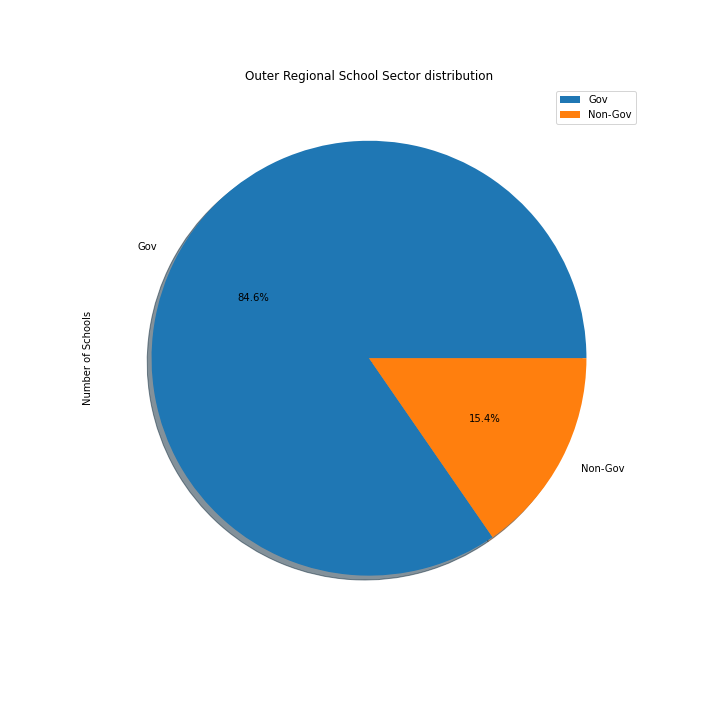 Outer Regional School Sector distribution
Gov
Non-Gov
Gov
84.6%
Number of Schools
15.4%
Non-Gov